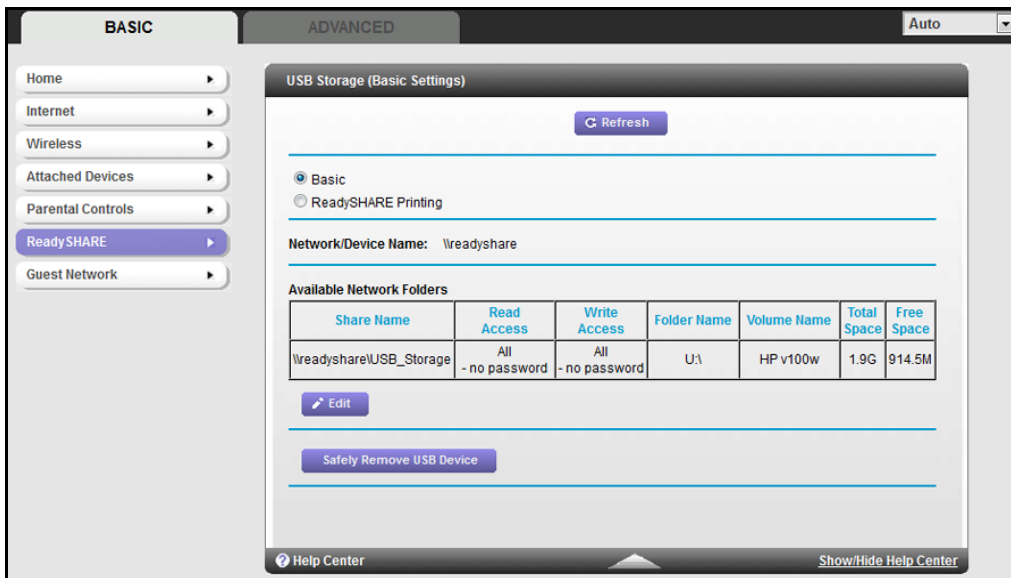 BASIC
ADVANCED
Auto
Home
Internet
Wireless
Attached Devices
Parental Controls
ReadySHARE
Guest Network
USB Storage (Basic Settings)
Refresh
Basic
ReadySHARE Printing
Network/Device Name: \\readyshare
Available Network Folders
Share Name Read Access Write Access Folder Name Volume Name Total Space Free Space
\\readyshare\USB_Storage All - no password All - no password U:\ HP v100w 1.9G 914.5M
Edit
Safely Remove USB Device
Help Center
Show/Hide Help Center